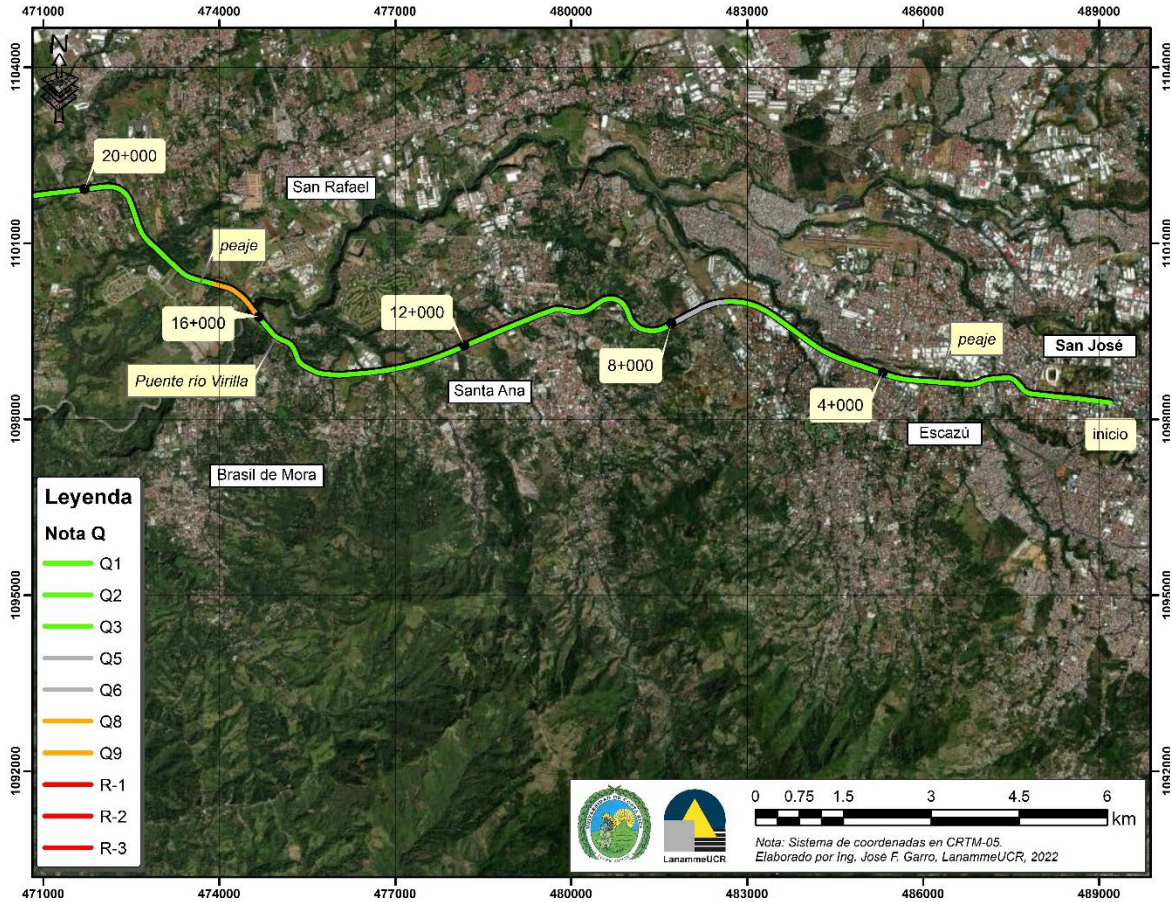 471000 474000 477000 480000 483000 486000 489000
N
1104000
1104000
20+000
San Rafael
1101000
1101000
peaje
16+000
12+000
Puente río Virilla
Santa Ana
8+000
peaje
San José
4+000
Escazú
inicio
1098000
1098000
Brasil de Mora
Leyenda
Nota Q
Q1
Q2
Q3
Q5
Q6
Q8
Q9
R-1
R-2
R-3
1095000
1095000
1092000
1092000
UNIVERSIDAD DE COSTA RICA
LanammeUCR
0 0.75 1.5 3 4.5 6
km
Nota: Sistema de coordenadas en CRTM-05.
Elaborado por Ing. José F. Garro, LanammeUCR, 2022
471000 474000 477000 480000 483000 486000 489000